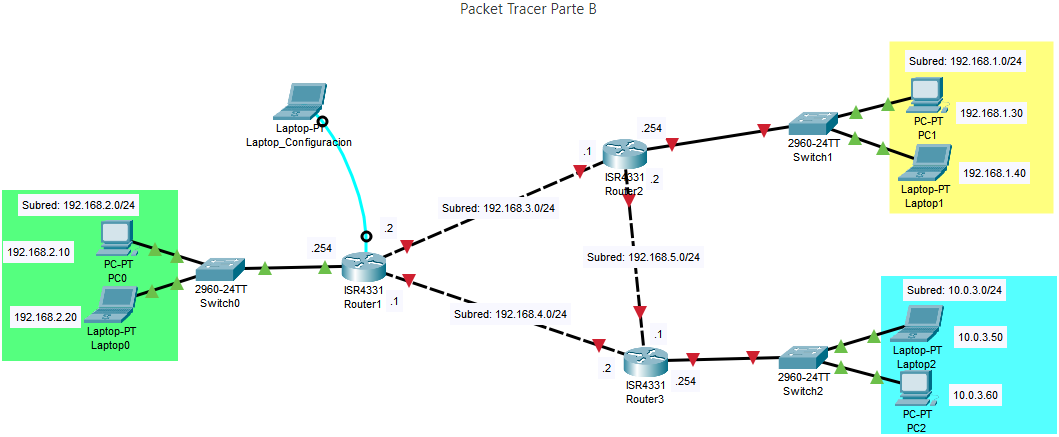 Packet Tracer Parte B
Laptop-PT
Laptop_Configuracion
Subred: 192.168.2.0/24
192.168.2.10
PC-PT
PC0
192.168.2.20
Laptop-PT
Laptop0
2960-24TT
Switch0
.254
.2
ISR4331
Router1
.1
Subred: 192.168.3.0/24
Subred: 192.168.4.0/24
.1
.254
ISR4331
Router2
.2
Subred: 192.168.5.0/24
.1
.2
ISR4331
Router3
.254
2960-24TT
Switch1
Subred: 192.168.1.0/24
PC-PT
PC1
192.168.1.30
Laptop-PT
Laptop1
192.168.1.40
2960-24TT
Switch2
Subred: 10.0.3.0/24
Laptop-PT
Laptop2
10.0.3.50
PC-PT
PC2
10.0.3.60